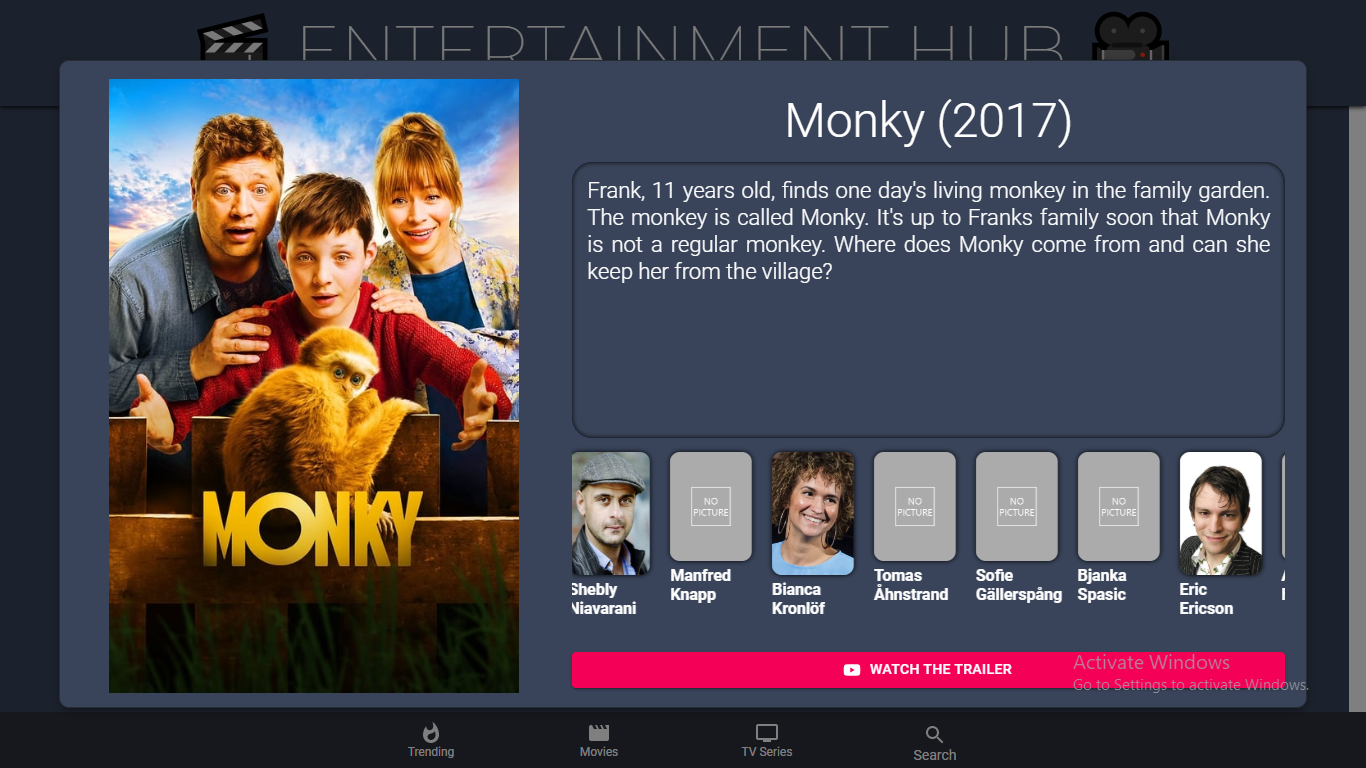 ENTERTAINMENT HUB
Monky (2017)
Frank, 11 years old, finds one day's living monkey in the family garden.
The monkey is called Monky. It's up to Franks family soon that Monky
is not a regular monkey. Where does Monky come from and can she
keep her from the village?
MONKY
NO
PICTURE
NO
PICTURE
NO
PICTURE
NO
PICTURE
Shebly
Niavarani
Manfred
Knapp
Bianca
Kronlöf
Tomas
Åhnstrand
Sofie
Gällerspång
Bjanka
Spasic
Eric
Ericson
WATCH THE TRAILER
Activate Windows
Go to Settings to activate Windows.
Trending
Movies
TV Series
Search